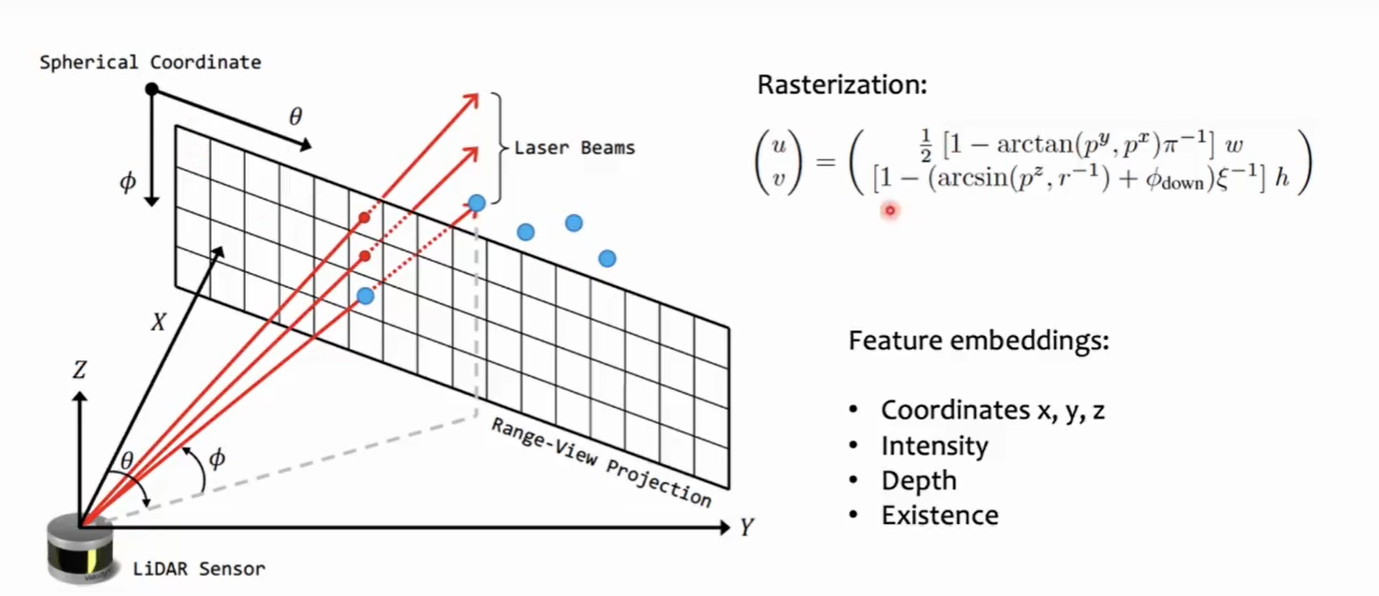 Spherical Coordinate
θ
ϕ
Laser Beams
X
Z
θ
ϕ
Range-View Projection
Y
LiDAR Sensor
Rasterization:
(u v) = ( 1/2 [1 − arctan(p^y, p^x)π^−1] w
[1 − (arcsin(p^z, r^−1) + ϕ_down)ξ^−1] h )
Feature embeddings:
• Coordinates x, y, z
• Intensity
• Depth
• Existence